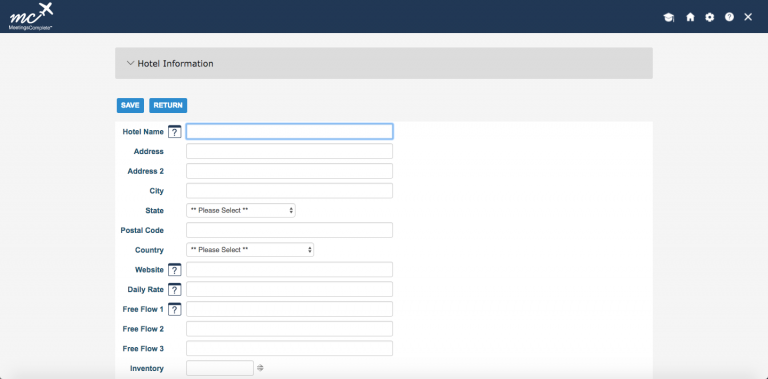 mc
MeetingsComplete™
Hotel Information
SAVE RETURN
Hotel Name ?
Address
Address 2
City
State ** Please Select **
Postal Code
Country ** Please Select **
Website ?
Daily Rate ?
Free Flow 1 ?
Free Flow 2
Free Flow 3
Inventory